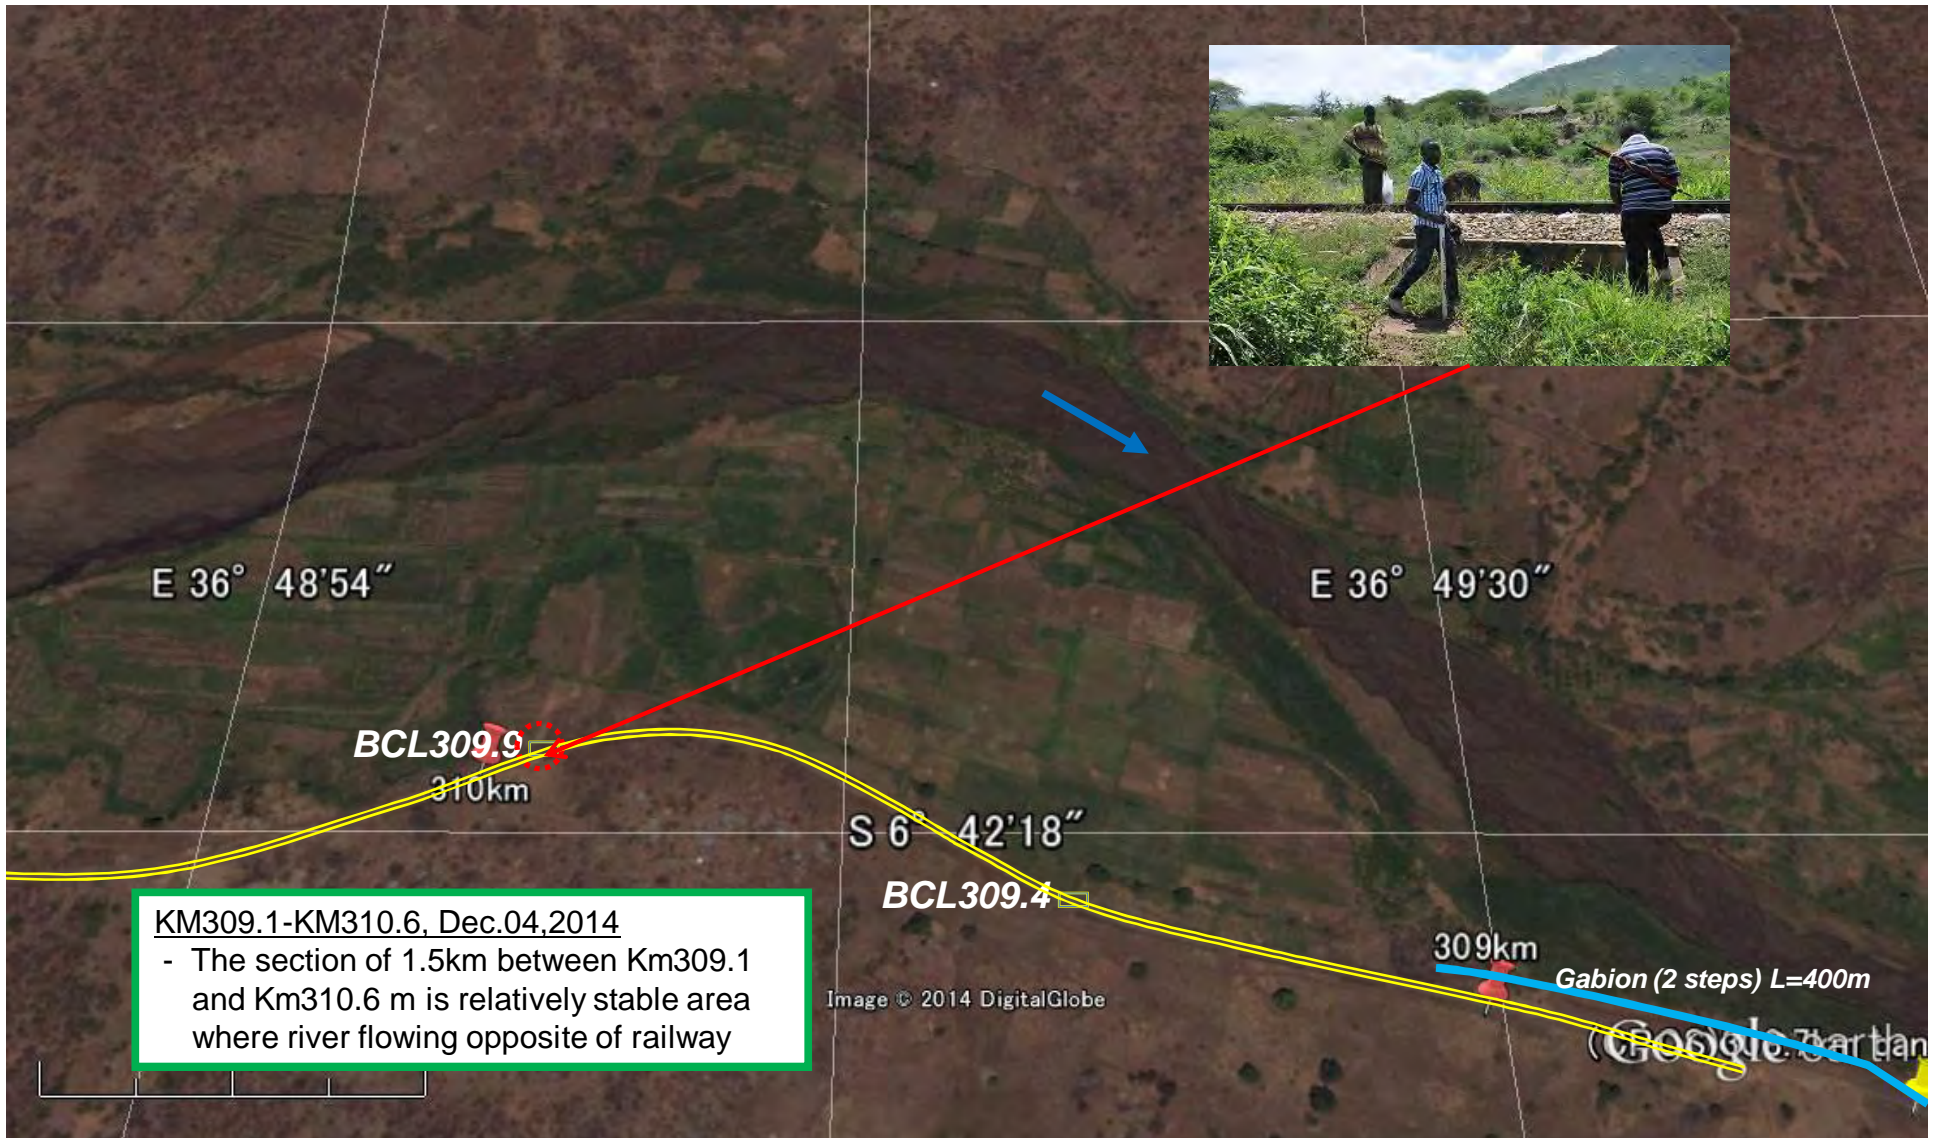 E 36° 48'54"
E 36° 49'30"
BCL309.9
310km
S 6° 42'18"
BCL309.4
KM309.1-KM310.6, Dec.04,2014
- The section of 1.5km between Km309.1
and Km310.6 m is relatively stable area
where river flowing opposite of railway
309km
Gabion (2 steps) L=400m
Image © 2014 DigitalGlobe
Google earth